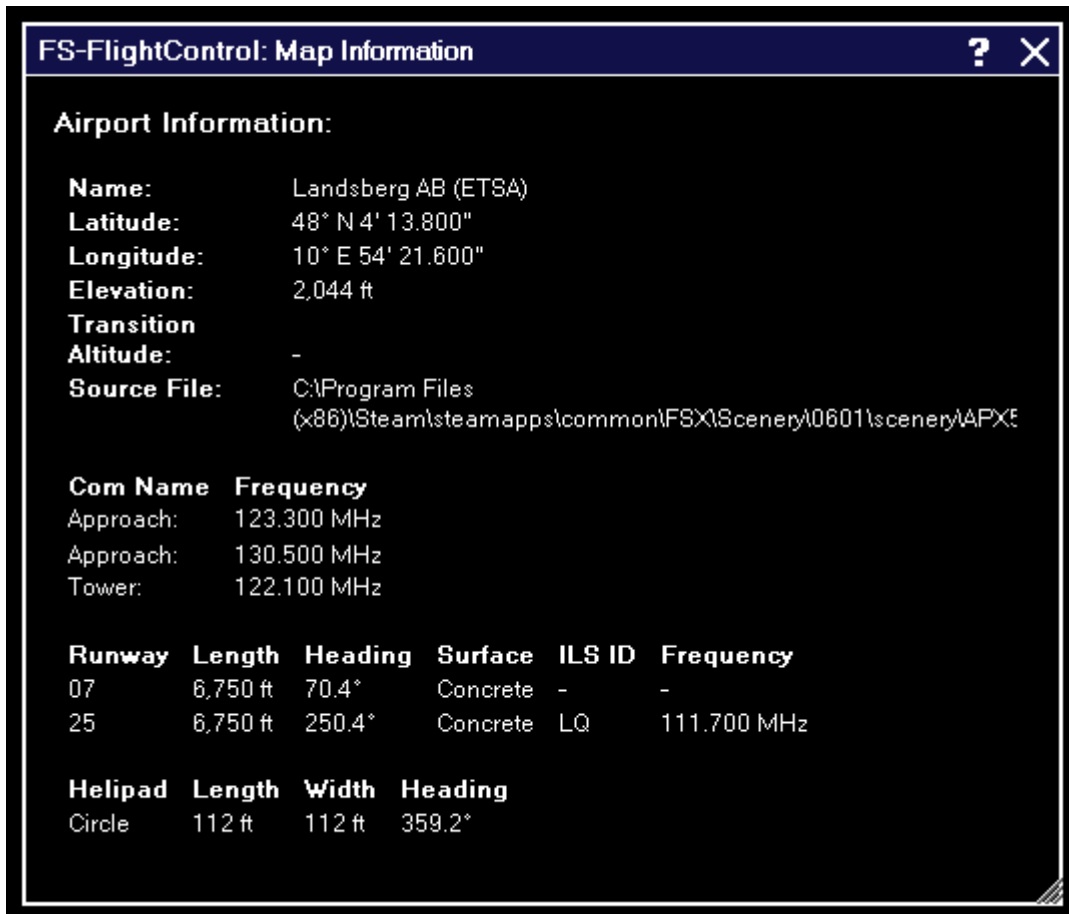 FS-FlightControl: Map Information ? X
Airport Information:
Name: Landsberg AB (ETSA)
Latitude: 48° N 4' 13.800"
Longitude: 10° E 54' 21.600"
Elevation: 2,044 ft
Transition
Altitude: -
Source File: C:\Program Files
(x86)\Steam\steamapps\common\FSX\Scenery\0601\scenery\APX5
Com Name Frequency
Approach: 123.300 MHz
Approach: 130.500 MHz
Tower: 122.100 MHz
Runway Length Heading Surface ILS ID Frequency
07 6,750 ft 70.4° Concrete - -
25 6,750 ft 250.4° Concrete LQ 111.700 MHz
Helipad Length Width Heading
Circle 112 ft 112 ft 359.2°